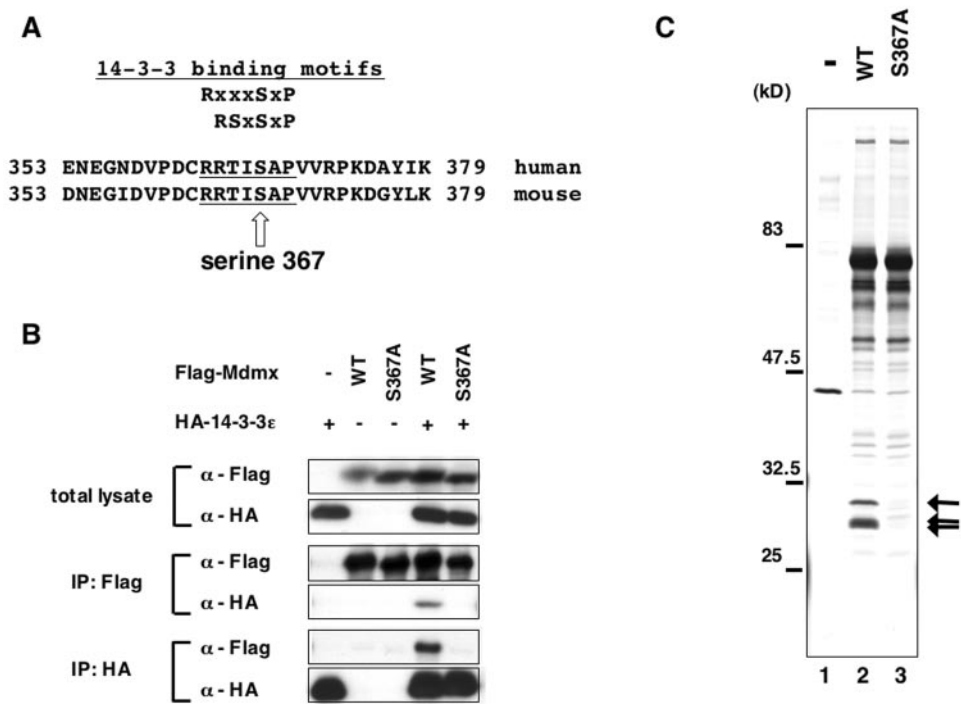 A
14-3-3 binding motifs
RxxxSxP
RSxSxP
353 ENEGNDVPDCRRTISAPVVRPKDAYIK 379 human
353 DNEGIDVPDCRRTISAPVVRPKDGYLK 379 mouse
serine 367
B
Flag-Mdmx - WT S367A WT S367A
HA-14-3-3ε + - - + +
total lysate
α - Flag
α - HA
IP: Flag
α - Flag
α - HA
IP: HA
α - Flag
α - HA
C
- WT S367A
(kD)
83
47.5
32.5
25
1 2 3